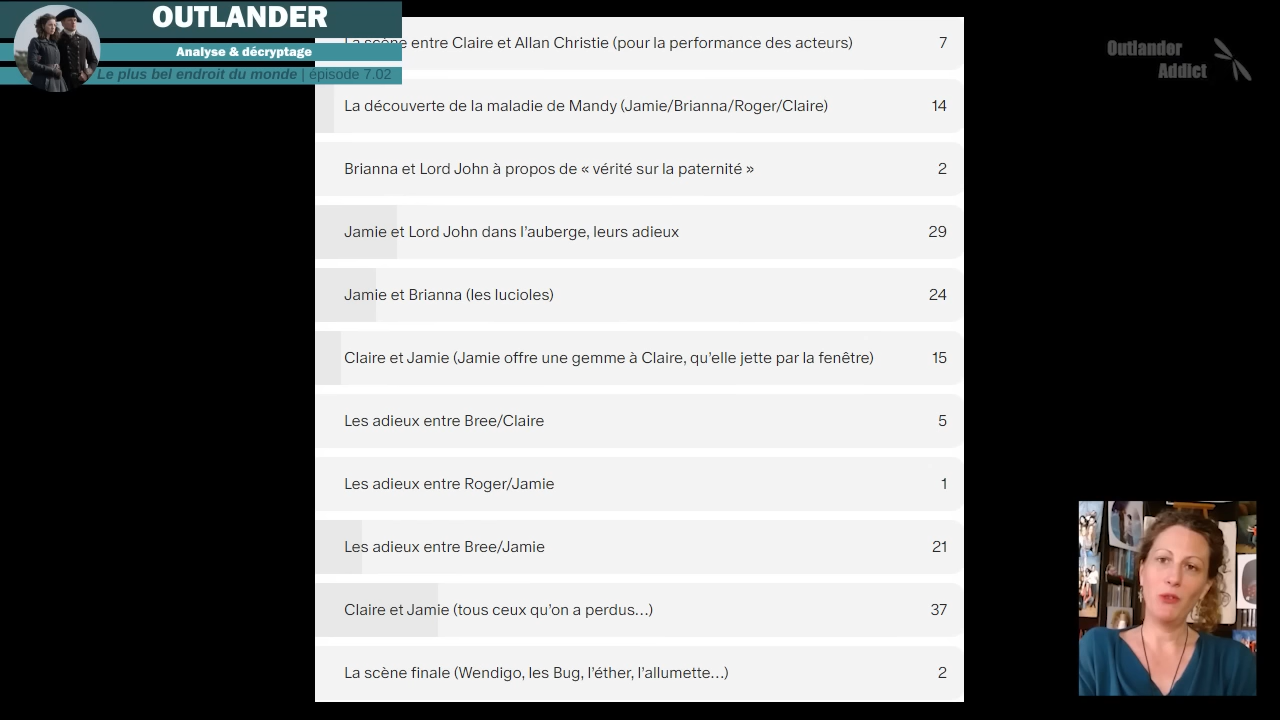 OUTLANDER
Analyse & décryptage
Le plus bel endroit du monde | épisode 7.02
Outlander
Addict
La scène entre Claire et Allan Christie (pour la performance des acteurs) 7
La découverte de la maladie de Mandy (Jamie/Brianna/Roger/Claire) 14
Brianna et Lord John à propos de « vérité sur la paternité » 2
Jamie et Lord John dans l'auberge, leurs adieux 29
Jamie et Brianna (les lucioles) 24
Claire et Jamie (Jamie offre une gemme à Claire, qu'elle jette par la fenêtre) 15
Les adieux entre Bree/Claire 5
Les adieux entre Roger/Jamie 1
Les adieux entre Bree/Jamie 21
Claire et Jamie (tous ceux qu'on a perdus…) 37
La scène finale (Wendigo, les Bug, l'éther, l'allumette…) 2